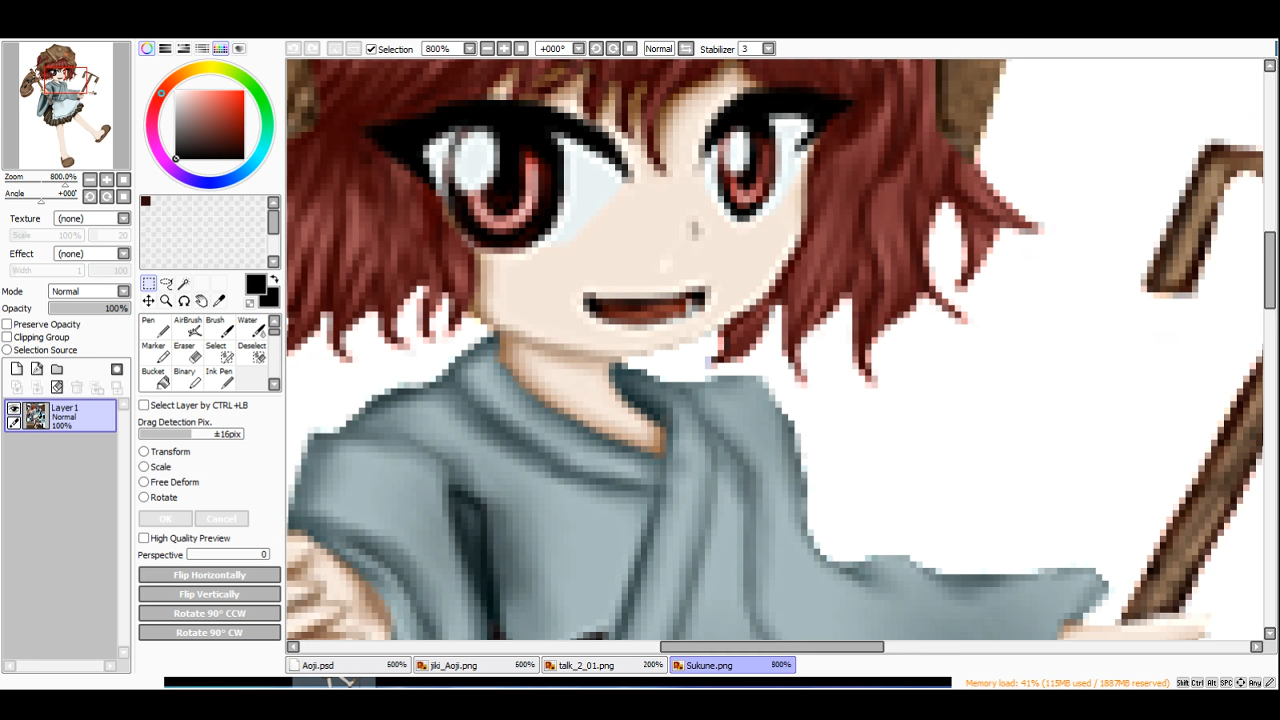 Selection 800% +000° Normal Stabilizer 3
Zoom 800.0%
Angle +000°
Texture (none)
Scale 100% 20
Effect (none)
Width 1 100
Mode Normal
Opacity 100%
Preserve Opacity
Clipping Group
Selection Source
Layer1
Normal
100%
Pen AirBrush Brush Water
Marker Eraser Select Deselect
Bucket Binary Ink Pen
Select Layer by CTRL+LB
Drag Detection Pix.
±16pix
Transform
Scale
Free Deform
Rotate
OK Cancel
High Quality Preview
Perspective 0
Flip Horizontally
Flip Vertically
Rotate 90° CCW
Rotate 90° CW
Aoji.psd 600% jiki_Aoji.png 600% talk_2_01.png 200% Sukune.png 800%
Memory load: 41% (115MB used / 1887MB reserved) Shift Ctrl Alt SPC Any